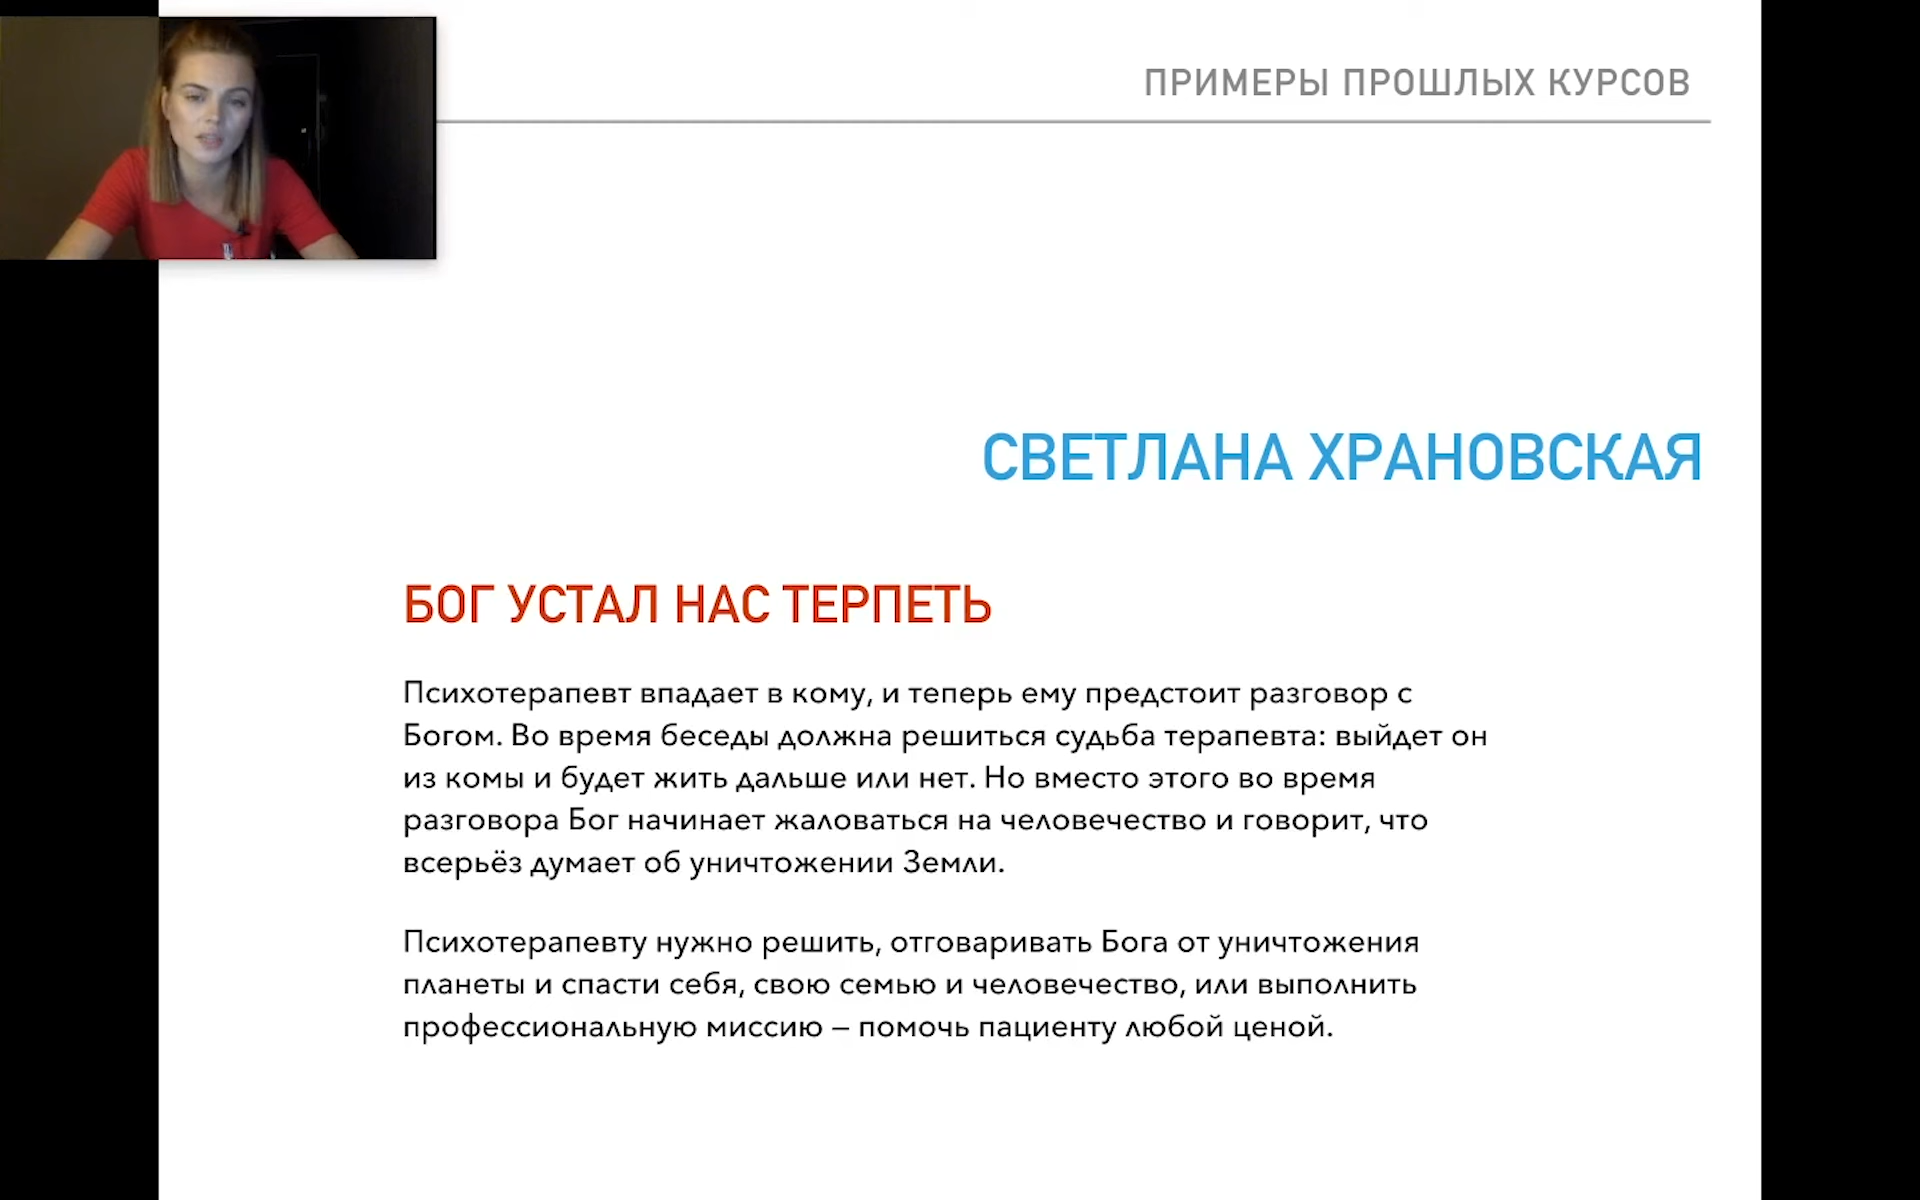 ПРИМЕРЫ ПРОШЛЫХ КУРСОВ
СВЕТЛАНА ХРАНОВСКАЯ
БОГ УСТАЛ НАС ТЕРПЕТЬ
Психотерапевт впадает в кому, и теперь ему предстоит разговор с
Богом. Во время беседы должна решиться судьба терапевта: выйдет он
из комы и будет жить дальше или нет. Но вместо этого во время
разговора Бог начинает жаловаться на человечество и говорит, что
всерьёз думает об уничтожении Земли.
Психотерапевту нужно решить, отговаривать Бога от уничтожения
планеты и спасти себя, свою семью и человечество, или выполнить
профессиональную миссию – помочь пациенту любой ценой.